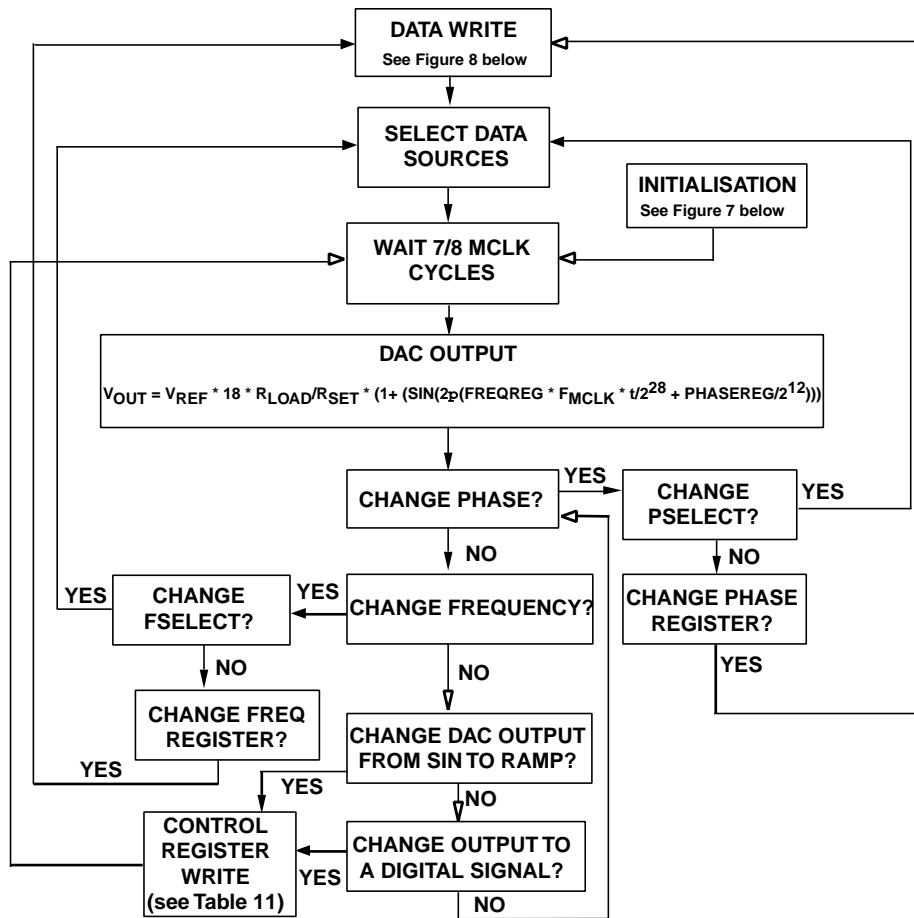 DATA WRITE
See Figure 8 below
SELECT DATA
SOURCES
INITIALISATION
See Figure 7 below
WAIT 7/8 MCLK
CYCLES
DAC OUTPUT
VOUT = VREF * 18 * RLOAD/RSET * (1+ (SIN(2p(FREQREG * FMCLK * t/2^28 + PHASEREG/2^12)))
CHANGE PHASE?
YES
CHANGE
PSELECT?
YES
NO
NO
CHANGE PHASE
REGISTER?
YES
CHANGE FREQUENCY?
YES
CHANGE
FSELECT?
YES
NO
CHANGE FREQ
REGISTER?
YES
NO
CHANGE DAC OUTPUT
FROM SIN TO RAMP?
YES
NO
CONTROL
REGISTER
WRITE
(see Table 11)
CHANGE OUTPUT TO
A DIGITAL SIGNAL?
YES
NO